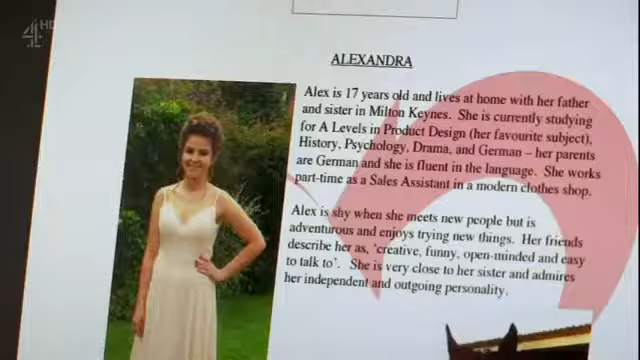 4 HD
ALEXANDRA
Alex is 17 years old and lives at home with her father
and sister in Milton Keynes. She is currently studying
for A Levels in Product Design (her favourite subject),
History, Psychology, Drama, and German – her parents
are German and she is fluent in the language. She works
part-time as a Sales Assistant in a modern clothes shop.
Alex is shy when she meets new people but is
adventurous and enjoys trying new things. Her friends
describe her as, ‘creative, funny, open-minded and easy
to talk to’. She is very close to her sister and admires
her independent and outgoing personality.